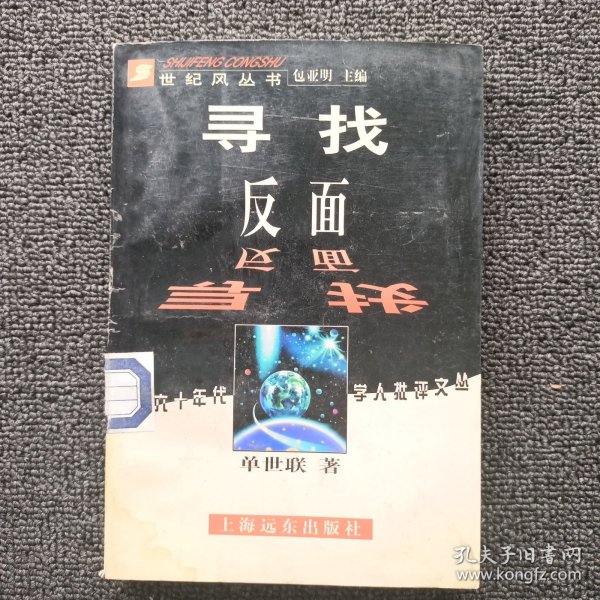 SHIJIFENG CONGSHU
世纪风丛书 包亚明 主编
寻找
反面
反面
寻找
六十年代 学人批评文丛
单世联 著
上海远东出版社
孔夫子旧书网
www.kongfz.com